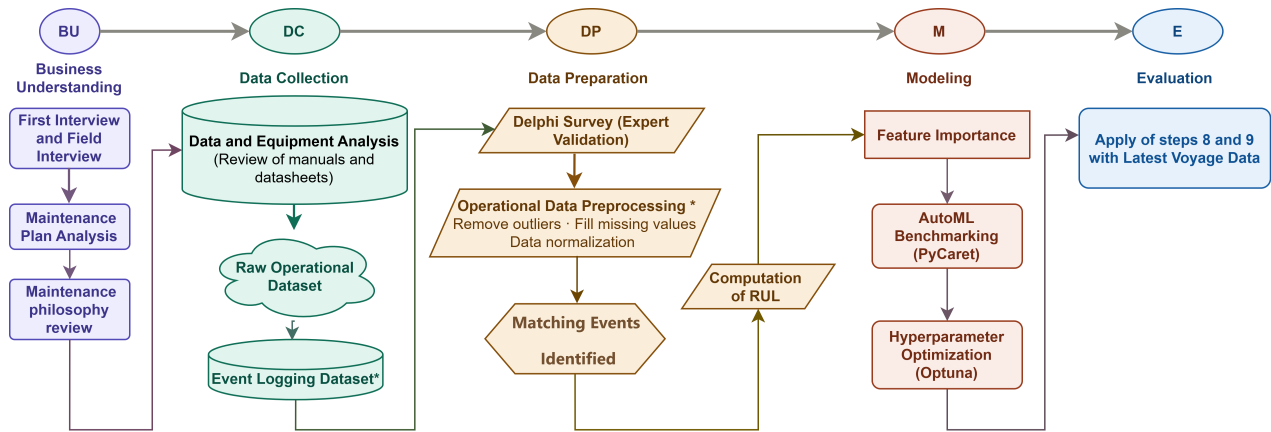 BU
DC
DP
M
E
Business
Understanding
Data Collection
Data Preparation
Modeling
Evaluation
First Interview
and Field
Interview
Maintenance
Plan Analysis
Maintenance
philosophy
review
Data and Equipment Analysis
(Review of manuals and
datasheets)
Raw Operational
Dataset
Event Logging Dataset*
Delphi Survey (Expert
Validation)
Operational Data Preprocessing *
Remove outliers · Fill missing values
Data normalization
Matching Events
Identified
Computation
of RUL
Feature Importance
AutoML
Benchmarking
(PyCaret)
Hyperparameter
Optimization
(Optuna)
Apply of steps 8 and 9
with Latest Voyage Data